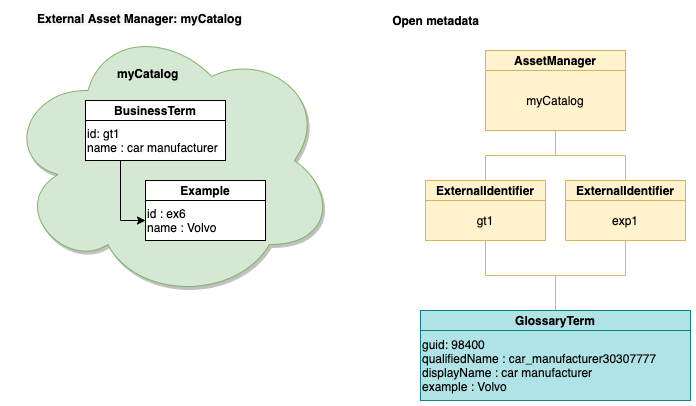 External Asset Manager: myCatalog
myCatalog
BusinessTerm
id: gt1
name : car manufacturer
Example
id : ex6
name : Volvo
Open metadata
AssetManager
myCatalog
ExternalIdentifier
gt1
ExternalIdentifier
exp1
GlossaryTerm
guid: 98400
qualifiedName : car_manufacturer30307777
displayName : car manufacturer
example : Volvo